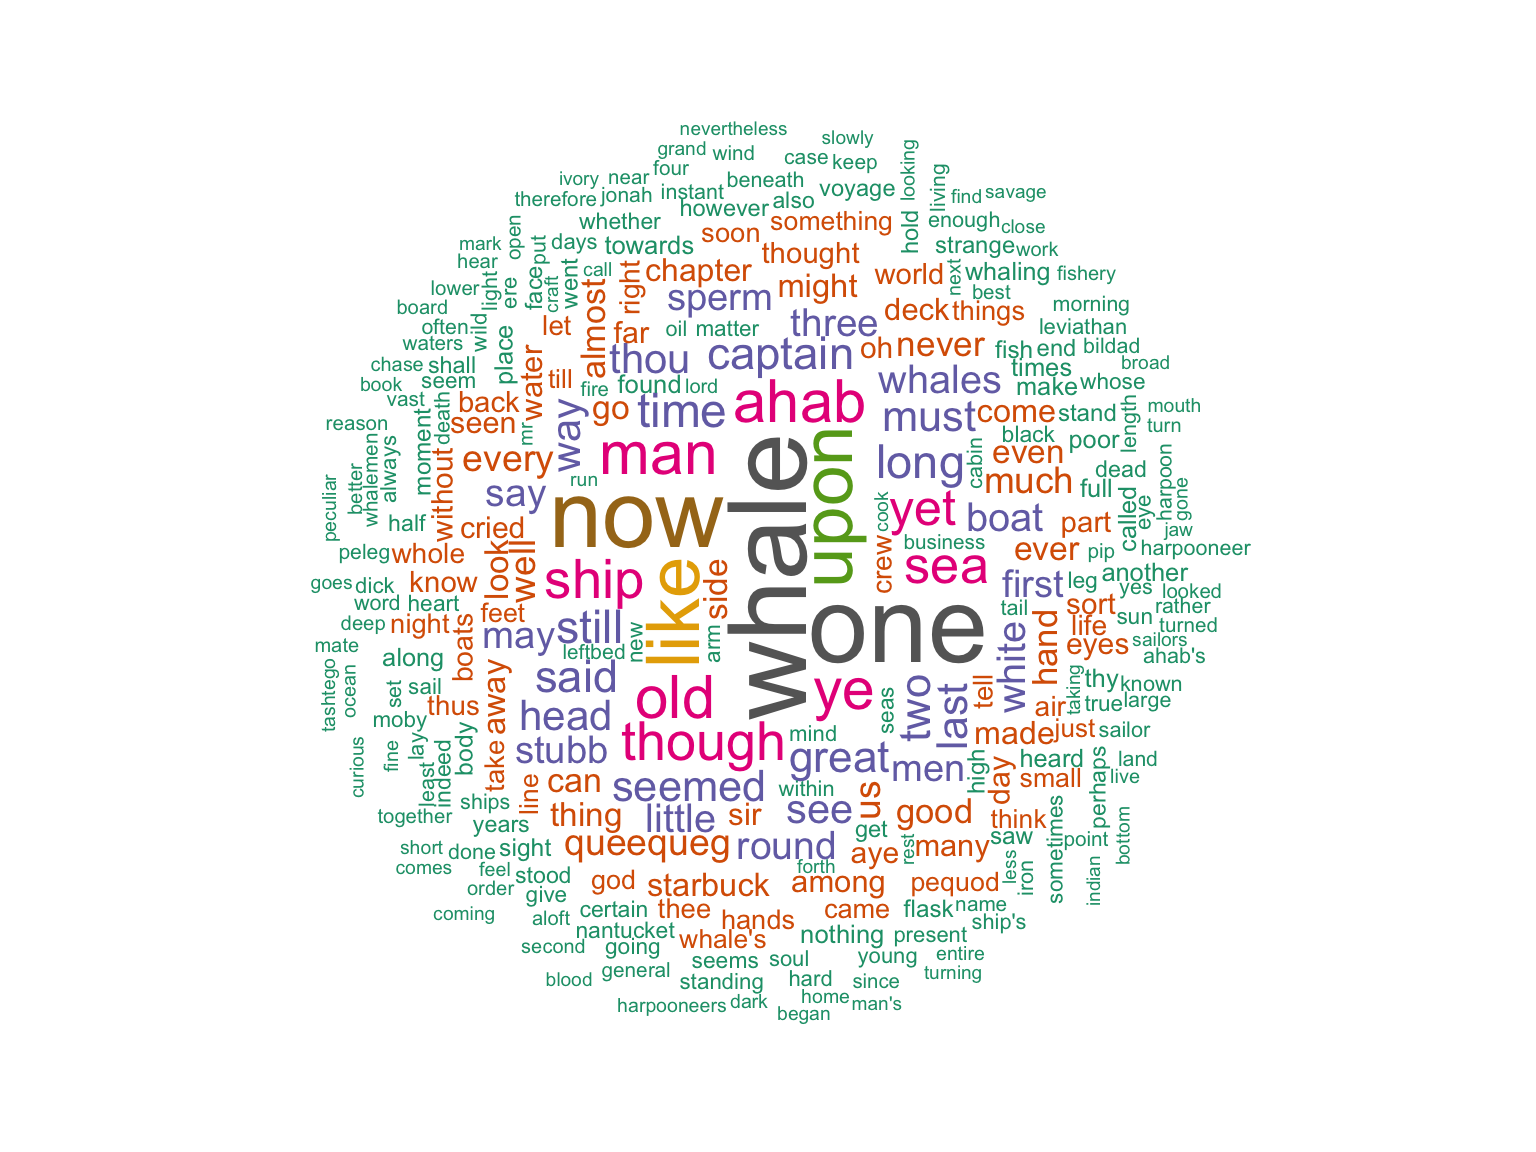 nevertheless
slowly
grand
wind
case
keep
looking
four
ivory
near
beneath
living
therefore
jonah
instant
voyage
find
savage
however
also
whether
something
hold
enough
close
open
put
days
towards
soon
strange
work
mark
hear
call
right
chapter
thought
world
next
whaling
fishery
lower
light
ere
face
craft
went
almost
sperm
might
best
board
deck
things
morning
often
wild
let
far
oil
matter
three
leviathan
waters
place
thou
captain
oh
never
fish
end
bildad
chase
shall
water
till
fire
found
lord
whales
times
broad
book
seem
make
whose
vast
death
back
go
time
ahab
must
come
stand
length
mouth
reason
moment
seen
mr
way
man
whale
upon
long
cabin
black
poor
turn
better
whalemen
always
without
every
even
peculiar
say
run
now
cook
yet
much
full
dead
harpoon
gone
half
cried
boat
part
called
eye
jaw
peleg
whole
look
well
crew
business
ever
pip
harpooneer
goes
dick
know
ship
like
side
sea
first
leg
another
word
heart
feet
one
tail
yes
looked
deep
night
boats
may
still
new
arm
hand
sort
sun
rather
turned
mate
left
bed
white
life
eyes
sailors
tashtego
ocean
along
said
ye
two
last
tell
taking
thy
known
ahab's
set
sail
thus
away
old
seas
air
true
large
moby
lay
head
though
mind
made
just
sailor
curious
fine
least
indeed
body
take
stubb
great
men
high
day
heard
perhaps
land
ships
line
can
seemed
within
small
live
together
years
thing
little
sir
see
us
good
think
sometimes
point
bottom
short
done
sight
queequeg
round
get
rest
aye
many
saw
less
iron
comes
feel
stood
forth
indian
order
give
god
starbuck
among
pequod
coming
aloft
certain
thee
hands
came
flask
name
nantucket
ship's
second
going
whale's
nothing
present
blood
general
seems
soul
young
entire
standing
hard
since
turning
harpooneers
dark
home
man's
began